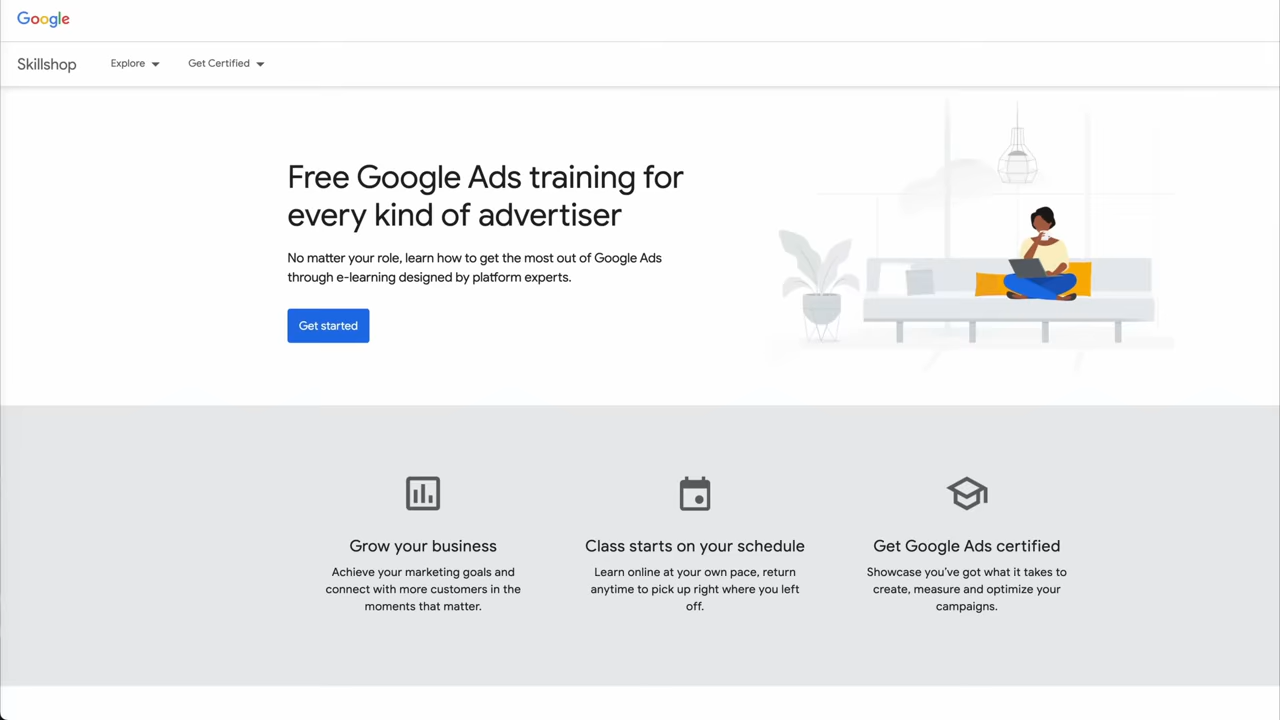 Google
Skillshop
Explore
Get Certified
Free Google Ads training for
every kind of advertiser
No matter your role, learn how to get the most out of Google Ads
through e-learning designed by platform experts.
Get started
Grow your business
Achieve your marketing goals and
connect with more customers in the
moments that matter.
Class starts on your schedule
Learn online at your own pace, return
anytime to pick up right where you left
off.
Get Google Ads certified
Showcase you've got what it takes to
create, measure and optimize your
campaigns.